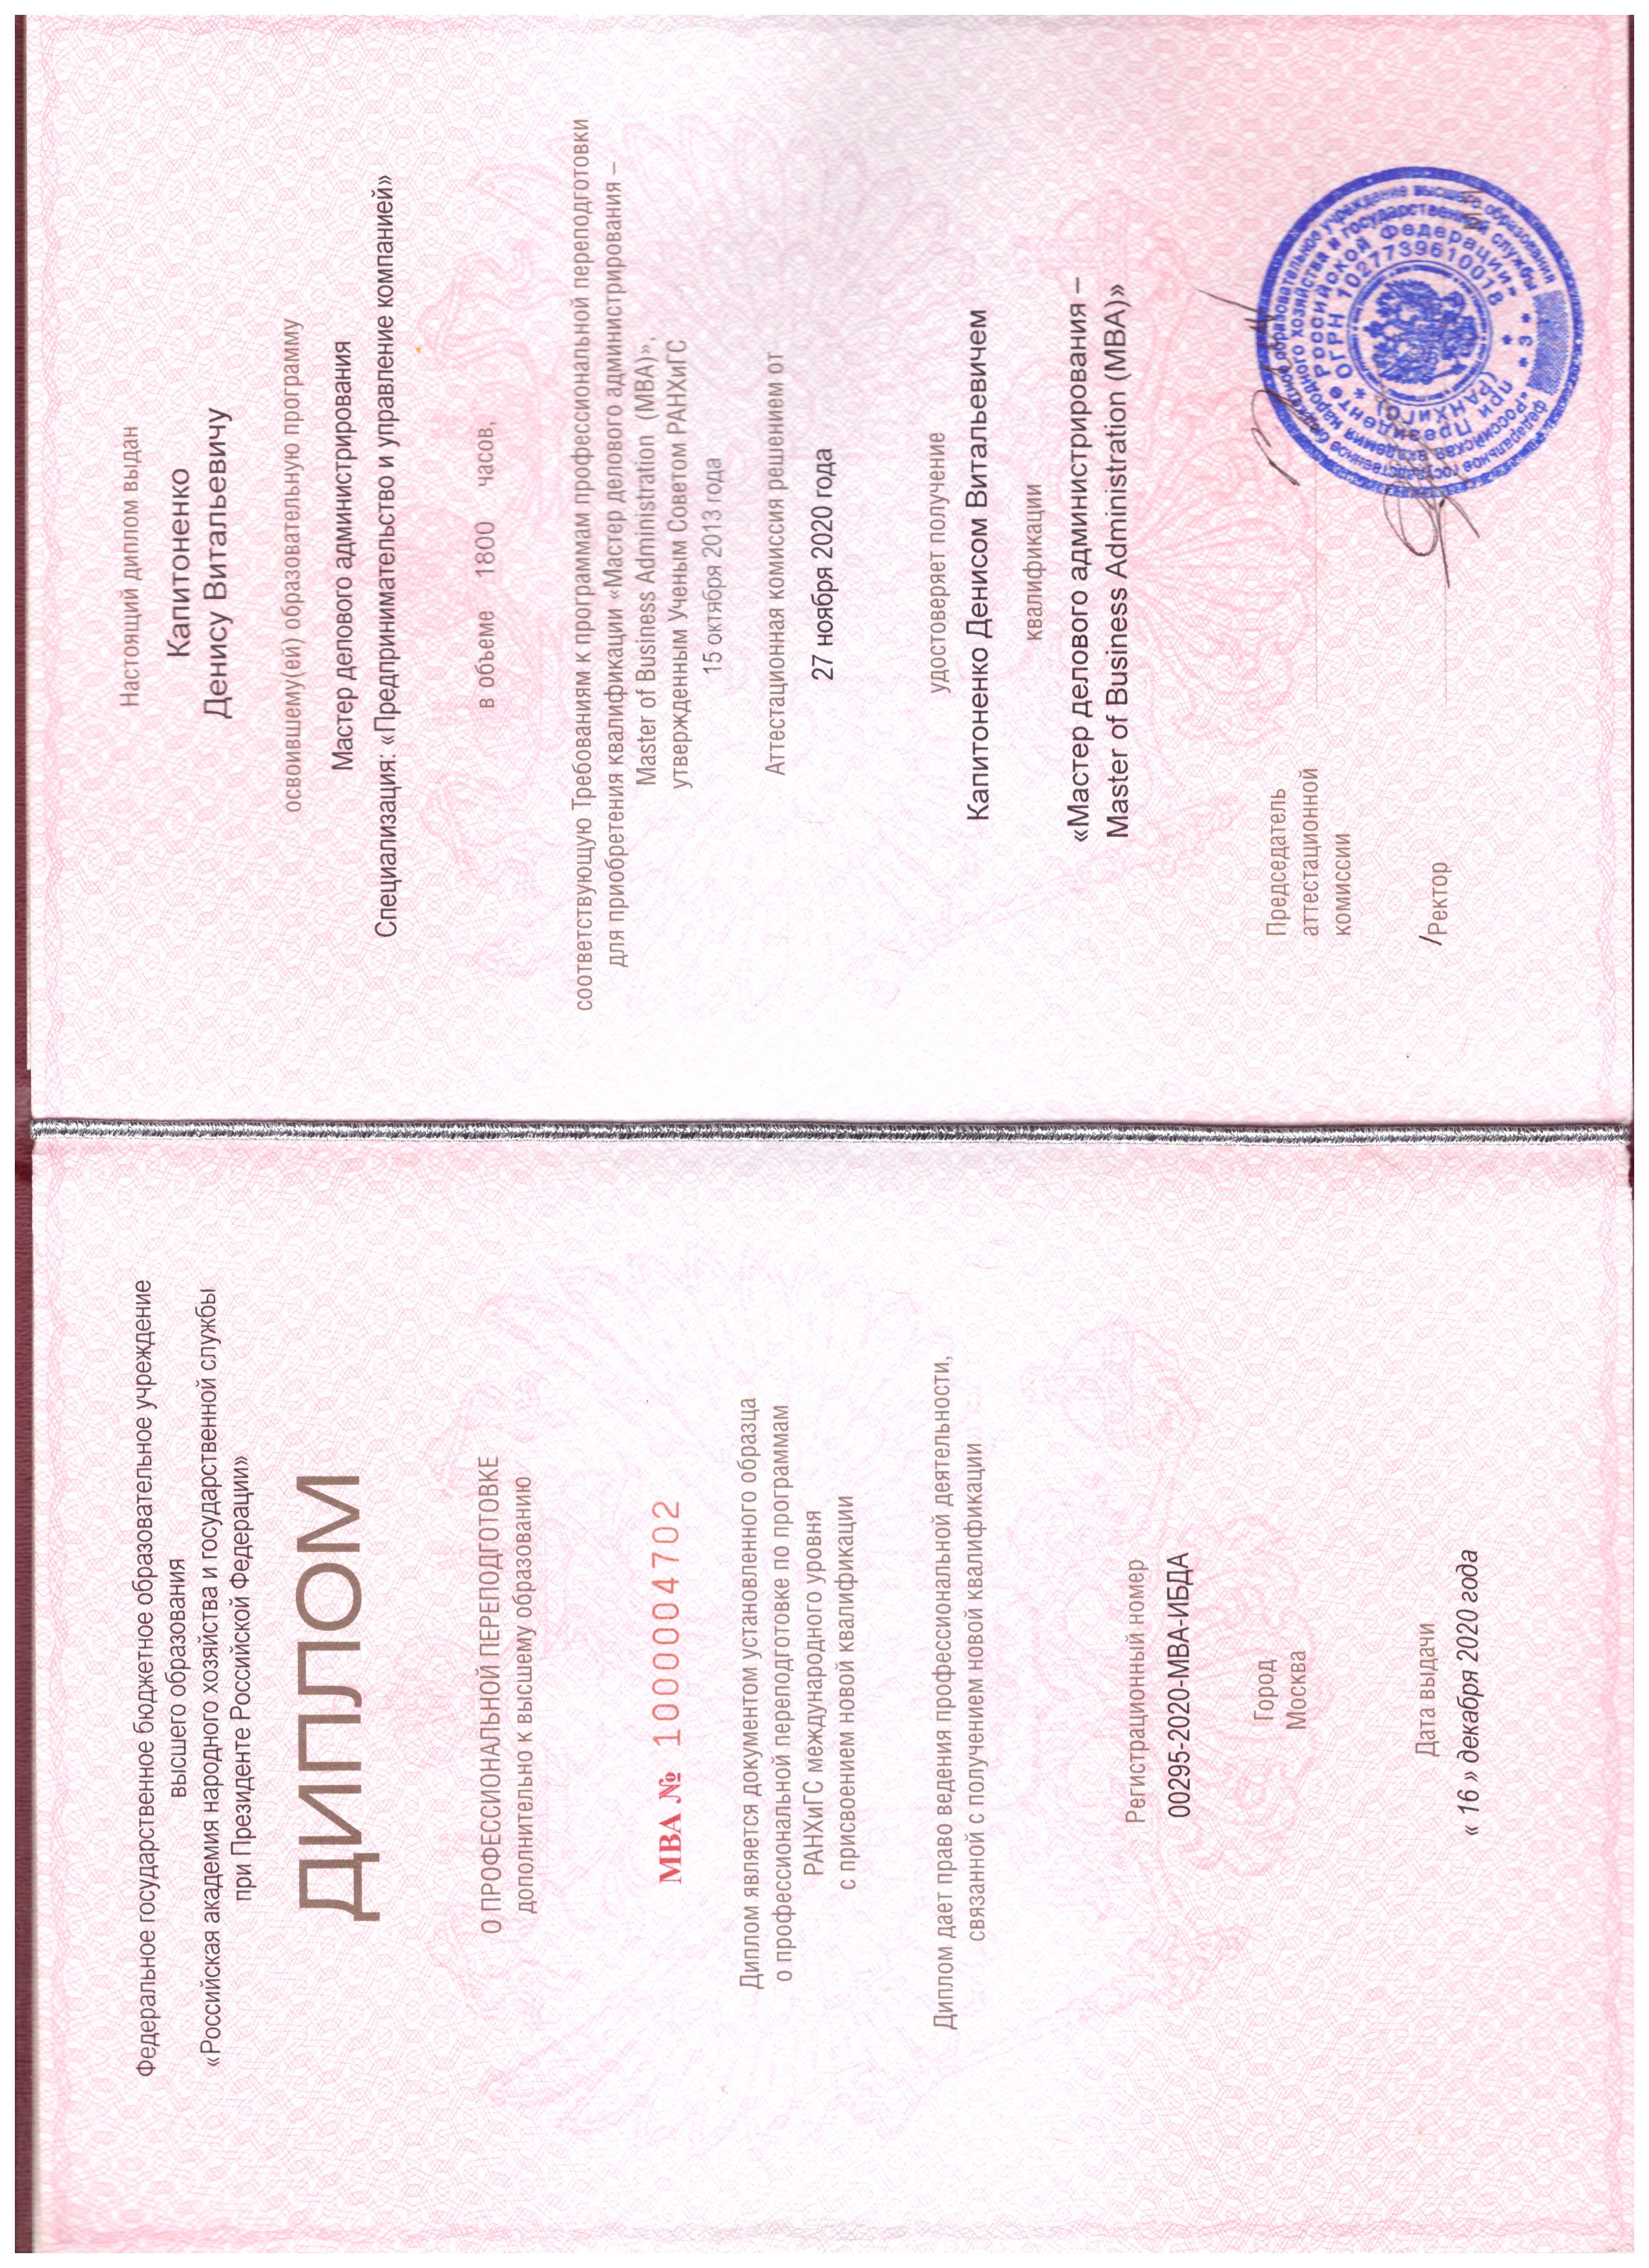 Федеральное государственное бюджетное образовательное учреждение
высшего образования
«Российская академия народного хозяйства и государственной службы
при Президенте Российской Федерации»
ДИПЛОМ
О ПРОФЕССИОНАЛЬНОЙ ПЕРЕПОДГОТОВКЕ
дополнительно к высшему образованию
МВА № 1000004702
Диплом является документом установленного образца
о профессиональной переподготовке по программам
РАНХиГС международного уровня
с присвоением новой квалификации
Диплом дает право ведения профессиональной деятельности,
связанной с получением новой квалификации
Регистрационный номер
00295-2020-МВА-ИБДА
Город
Москва
Дата выдачи
« 16 » декабря 2020 года
Настоящий диплом выдан
Капитоненко
Денису Витальевичу
освоившему(ей) образовательную программу
Мастер делового администрирования
Специализация: «Предпринимательство и управление компанией»
в объеме 1800 часов,
соответствующую Требованиям к программам профессиональной переподготовки
для приобретения квалификации «Мастер делового администрирования –
Master of Business Administration (MBA)»,
утвержденным Ученым Советом РАНХиГС
15 октября 2013 года
Аттестационная комиссия решением от
27 ноября 2020 года
удостоверяет получение
Капитоненко Денисом Витальевичем
квалификации
«Мастер делового администрирования –
Master of Business Administration (MBA)»
Председатель
аттестационной
комиссии
/Ректор
М.П.
Федеральное государственное бюджетное образовательное учреждение высшего образования
«Российская академия народного хозяйства и государственной службы
при Президенте Российской Федерации»
(РАНХиГС) * ОГРН 1027739610018
* 3 *